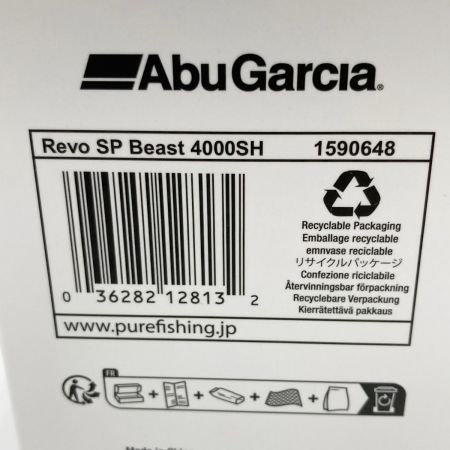 AbuGarcia®
Revo SP Beast 4000SH 1590648
Recyclable Packaging
Emballage recyclable
emnvase reciclable
リサイクルパッケージ
Confezione riciclabile
Återvinningsbar förpackning
Recyclebare Verpackung
Kierrätettävä pakkaus
0 36282 12813 2
www.purefishing.jp
FR